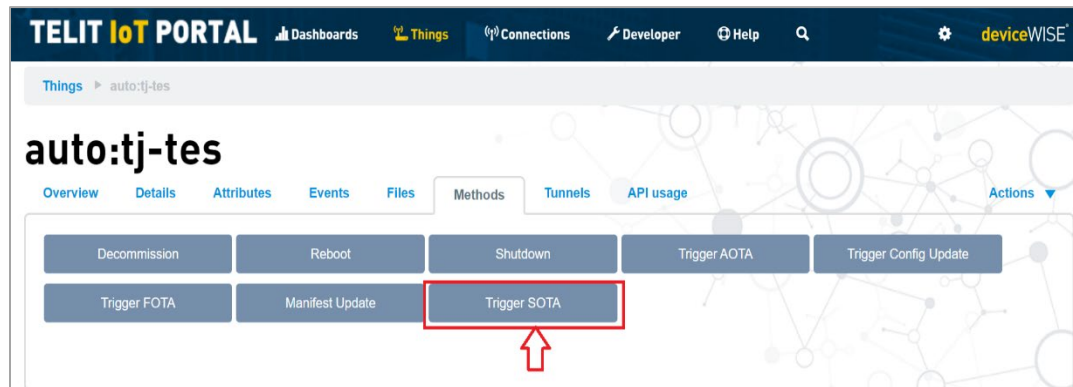 TELIT IoT PORTAL Dashboards Things Connections Developer Help deviceWISE
Things auto:tj-tes
auto:tj-tes
Overview Details Attributes Events Files Methods Tunnels API usage Actions
Decommission Reboot Shutdown Trigger AOTA Trigger Config Update
Trigger FOTA Manifest Update Trigger SOTA